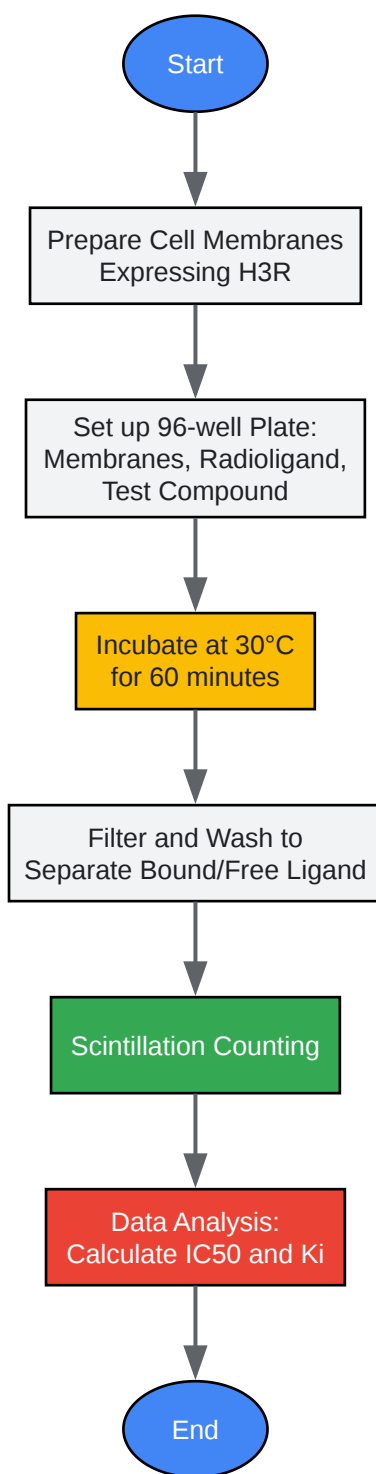 Start
Prepare Cell Membranes
Expressing H3R
Set up 96-well Plate:
Membranes, Radioligand,
Test Compound
Incubate at 30°C
for 60 minutes
Filter and Wash to
Separate Bound/Free Ligand
Scintillation Counting
Data Analysis:
Calculate IC50 and Ki
End